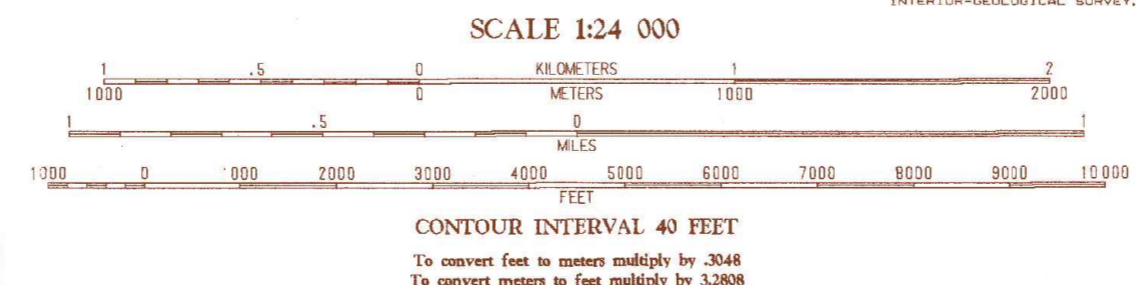 INTERIOR-GEOLOGICAL SURVEY,
SCALE 1:24 000
1 .5 0 KILOMETERS 1 2
1000 0 METERS 1000 2000
1 .5 0 1
MILES
1000 0 1000 2000 3000 4000 5000 6000 7000 8000 9000 10 000
FEET
CONTOUR INTERVAL 40 FEET
To convert feet to meters multiply by .3048
To convert meters to feet multiply by 3.2808